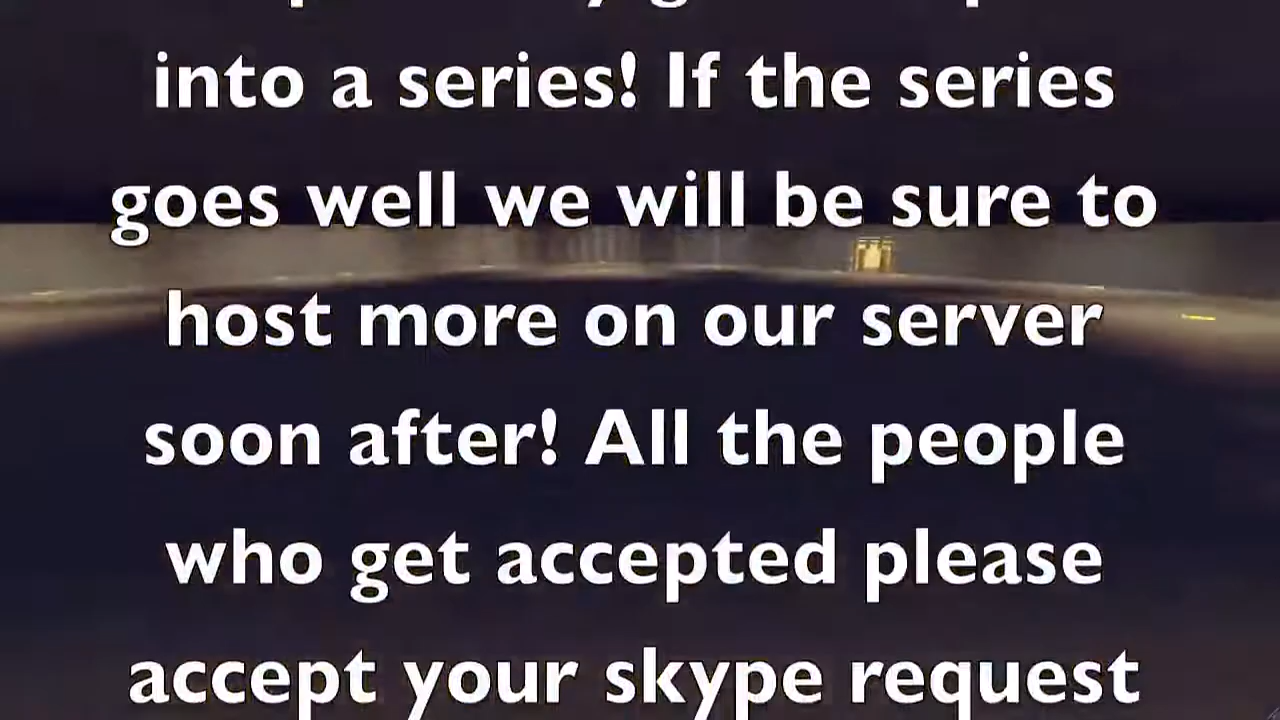 into a series! If the series
goes well we will be sure to
host more on our server
soon after! All the people
who get accepted please
accept your skype request